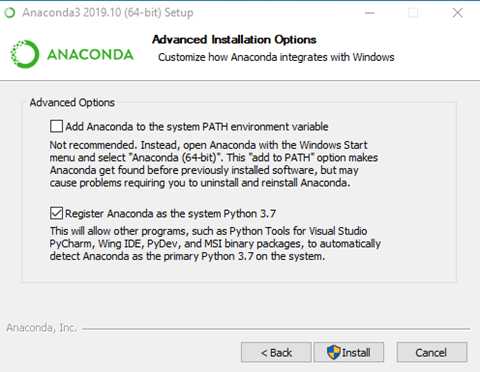 Anaconda3 2019.10 (64-bit) Setup
ANACONDA
Advanced Installation Options
Customize how Anaconda integrates with Windows
Advanced Options
Add Anaconda to the system PATH environment variable
Not recommended. Instead, open Anaconda with the Windows Start
menu and select "Anaconda (64-bit)". This "add to PATH" option makes
Anaconda get found before previously installed software, but may
cause problems requiring you to uninstall and reinstall Anaconda.
Register Anaconda as the system Python 3.7
This will allow other programs, such as Python Tools for Visual Studio
PyCharm, Wing IDE, PyDev, and MSI binary packages, to automatically
detect Anaconda as the primary Python 3.7 on the system.
Anaconda, Inc.
< Back
Install
Cancel